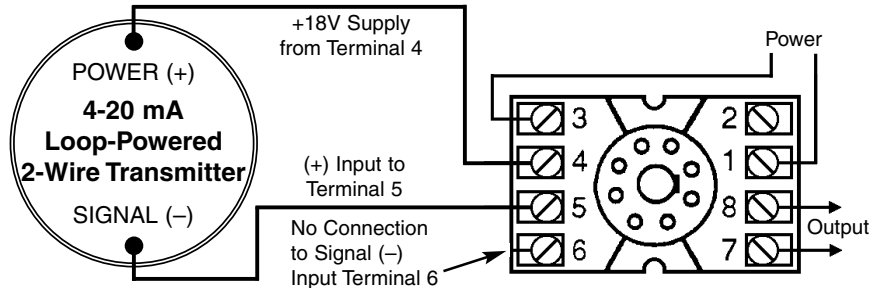 +18V Supply
from Terminal 4
POWER (+)
4-20 mA
Loop-Powered
2-Wire Transmitter
SIGNAL (–)
(+) Input to
Terminal 5
No Connection
to Signal (–)
Input Terminal 6
Power
3
4
5
6
2
1
8
7
Output